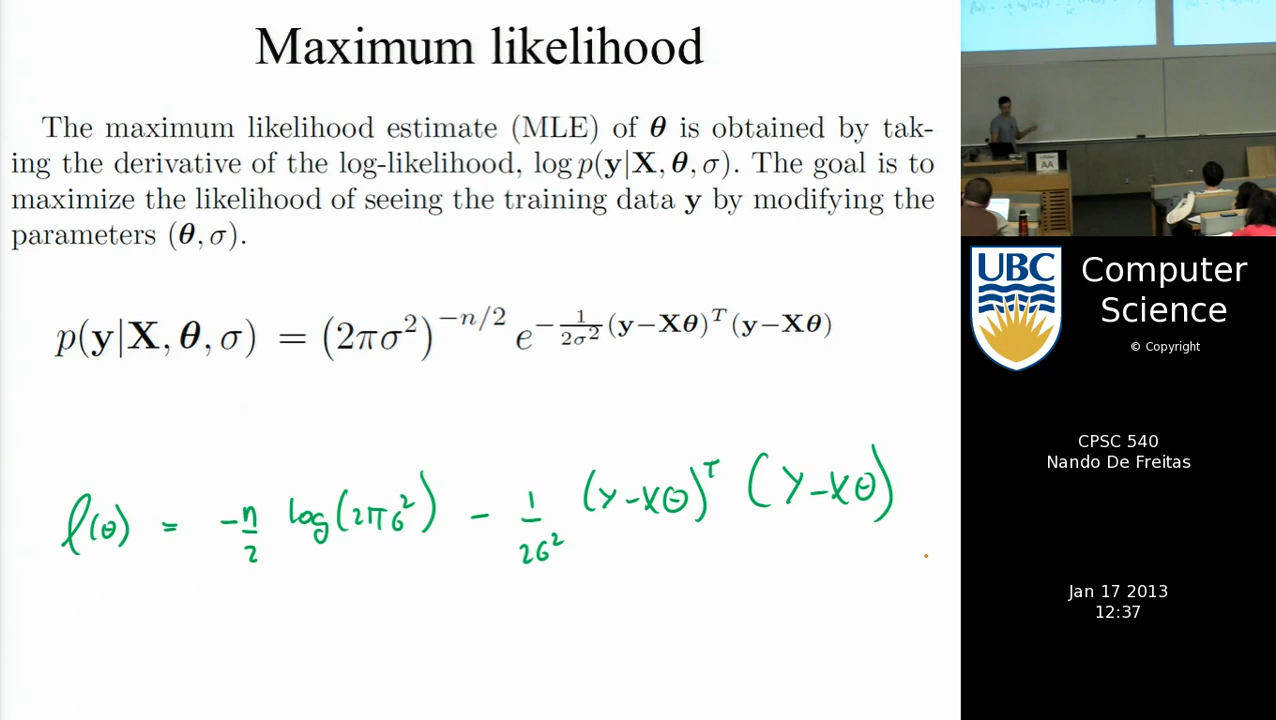 Maximum likelihood
The maximum likelihood estimate (MLE) of θ is obtained by tak-
ing the derivative of the log-likelihood, log p(y|X, θ, σ). The goal is to
maximize the likelihood of seeing the training data y by modifying the
parameters (θ, σ).
p(y|X, θ, σ) = (2πσ²)^{-n/2} e^{-\frac{1}{2σ²}(y−Xθ)^T(y−Xθ)}
l(θ) = -n/2 log(2πσ²) - 1/2σ² (y-Xθ)^T (y-Xθ)
AA
UBC
Computer
Science
© Copyright
CPSC 540
Nando De Freitas
Jan 17 2013
12:37